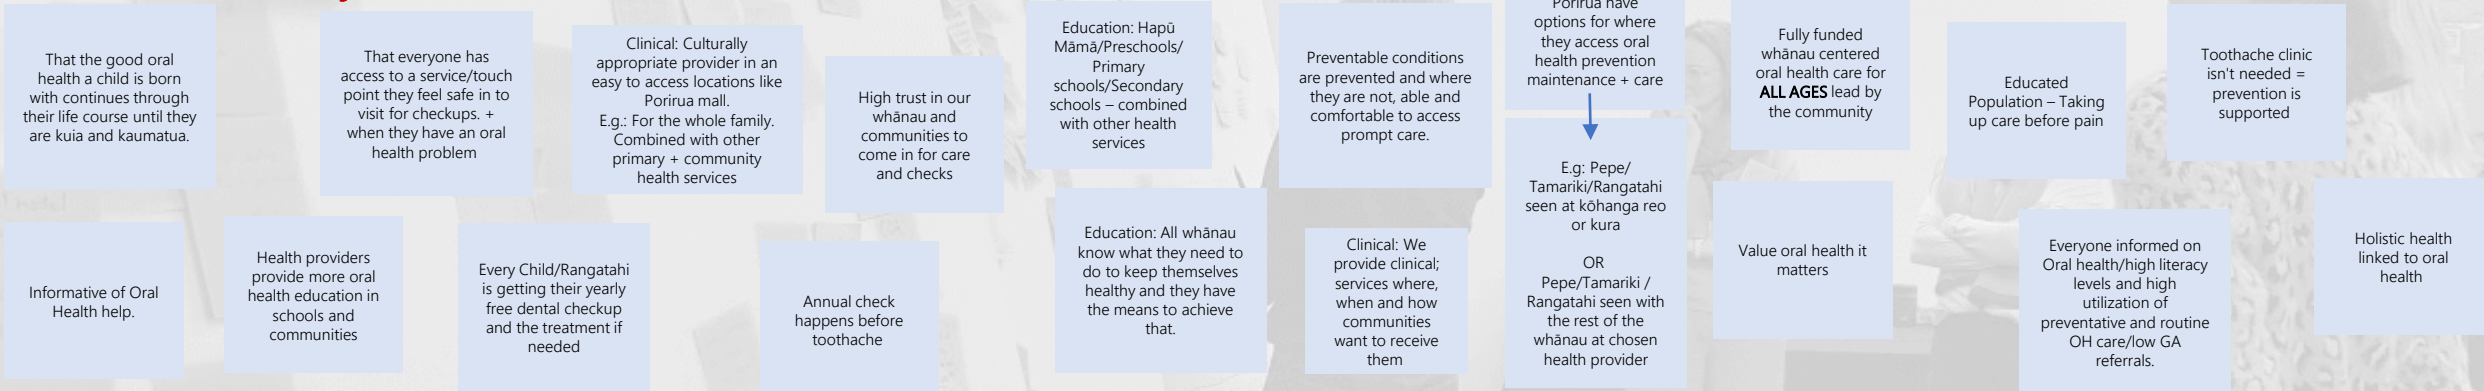 That the good oral
health a child is born
with continues through
their life course until they
are kuia and kaumatua.
That everyone has
access to a service/touch
point they feel safe in to
visit for checkups. +
when they have an oral
health problem
Clinical: Culturally
appropriate provider in an
easy to access locations like
Porirua mall.
E.g.: For the whole family.
Combined with other
primary + community
health services
High trust in our
whānau and
communities to
come in for care
and checks
Education: Hapū
Māmā/Preschools/
Primary
schools/Secondary
schools – combined
with other health
services
Preventable conditions
are prevented and where
they are not, able and
comfortable to access
prompt care.
Porirua have
options for where
they access oral
health prevention
maintenance + care
Fully funded
whānau centered
oral health care for
ALL AGES lead by
the community
Educated
Population – Taking
up care before pain
Toothache clinic
isn't needed =
prevention is
supported
Informative of Oral
Health help.
Health providers
provide more oral
health education in
schools and
communities
Every Child/Rangatahi
is getting their yearly
free dental checkup
and the treatment if
needed
Annual check
happens before
toothache
Education: All whānau
know what they need to
do to keep themselves
healthy and they have
the means to achieve
that.
Clinical: We
provide clinical;
services where,
when and how
communities
want to receive
them
E.g: Pepe/
Tamariki/Rangatahi
seen at kōhanga reo
or kura
OR
Pepe/Tamariki /
Rangatahi seen with
the rest of the
whānau at chosen
health provider
Value oral health it
matters
Everyone informed on
Oral health/high literacy
levels and high
utilization of
preventative and routine
OH care/low GA
referrals.
Holistic health
linked to oral
health